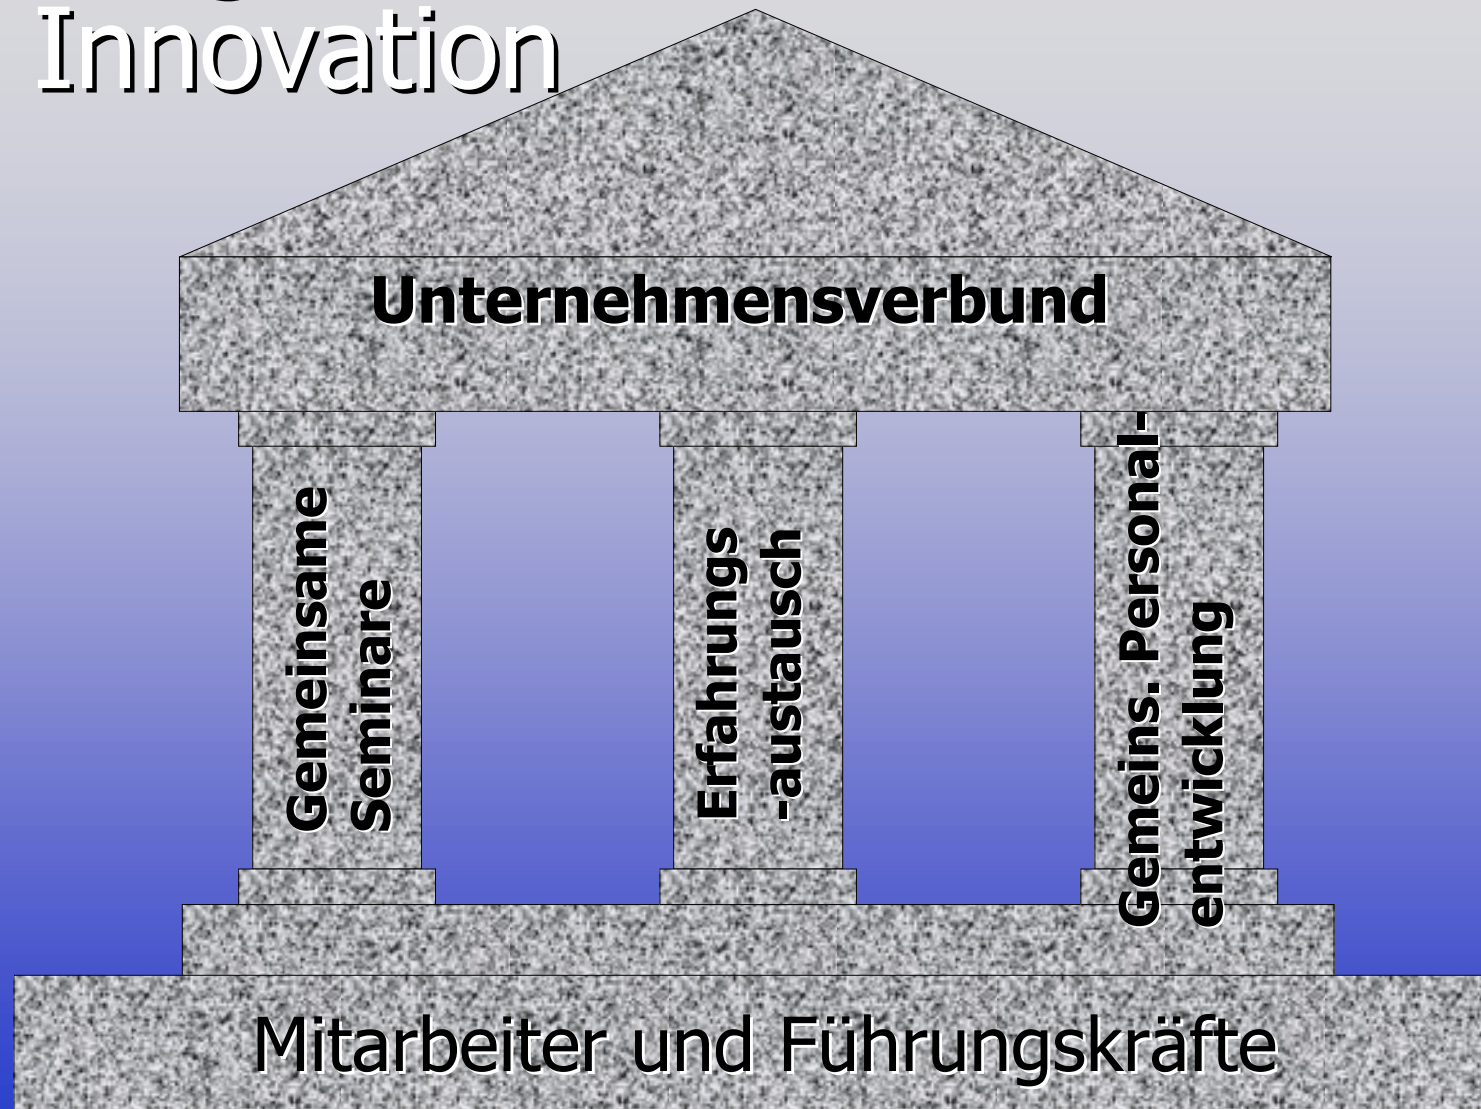 Innovation
Unternehmensverbund
Gemeinsame
Seminare
Erfahrungs
-austausch
Gemeins. Personal-
entwicklung
Mitarbeiter und Führungskräfte